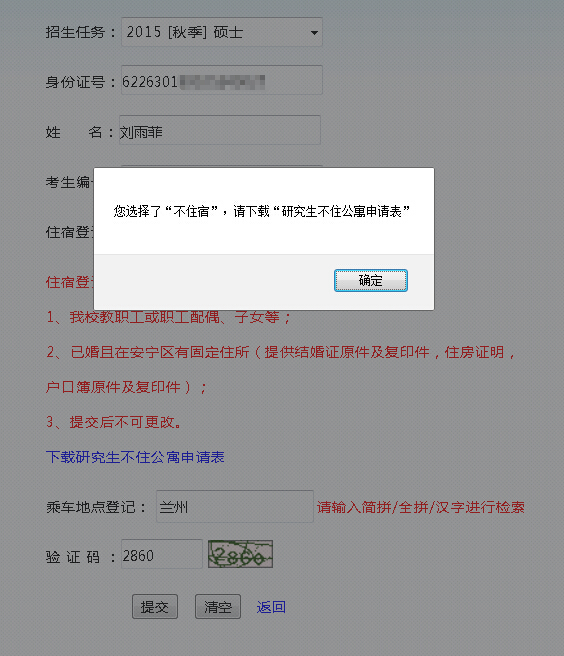 招生任务： 2015 [秋季] 硕士
身份证号： 6226301
姓 名： 刘雨菲
考生编
您选择了“不住宿”，请下载“研究生不住公寓申请表”
住宿登
确定
住宿登
1、我校教职工或职工配偶、子女等；
2、已婚且在安宁区有固定住所（提供结婚证原件及复印件，住房证明，
户口簿原件及复印件）；
3、提交后不可更改。
下载研究生不住公寓申请表
乘车地点登记： 兰州 请输入简拼/全拼/汉字进行检索
验 证 码 ： 2860 2860
提交 清空 返回